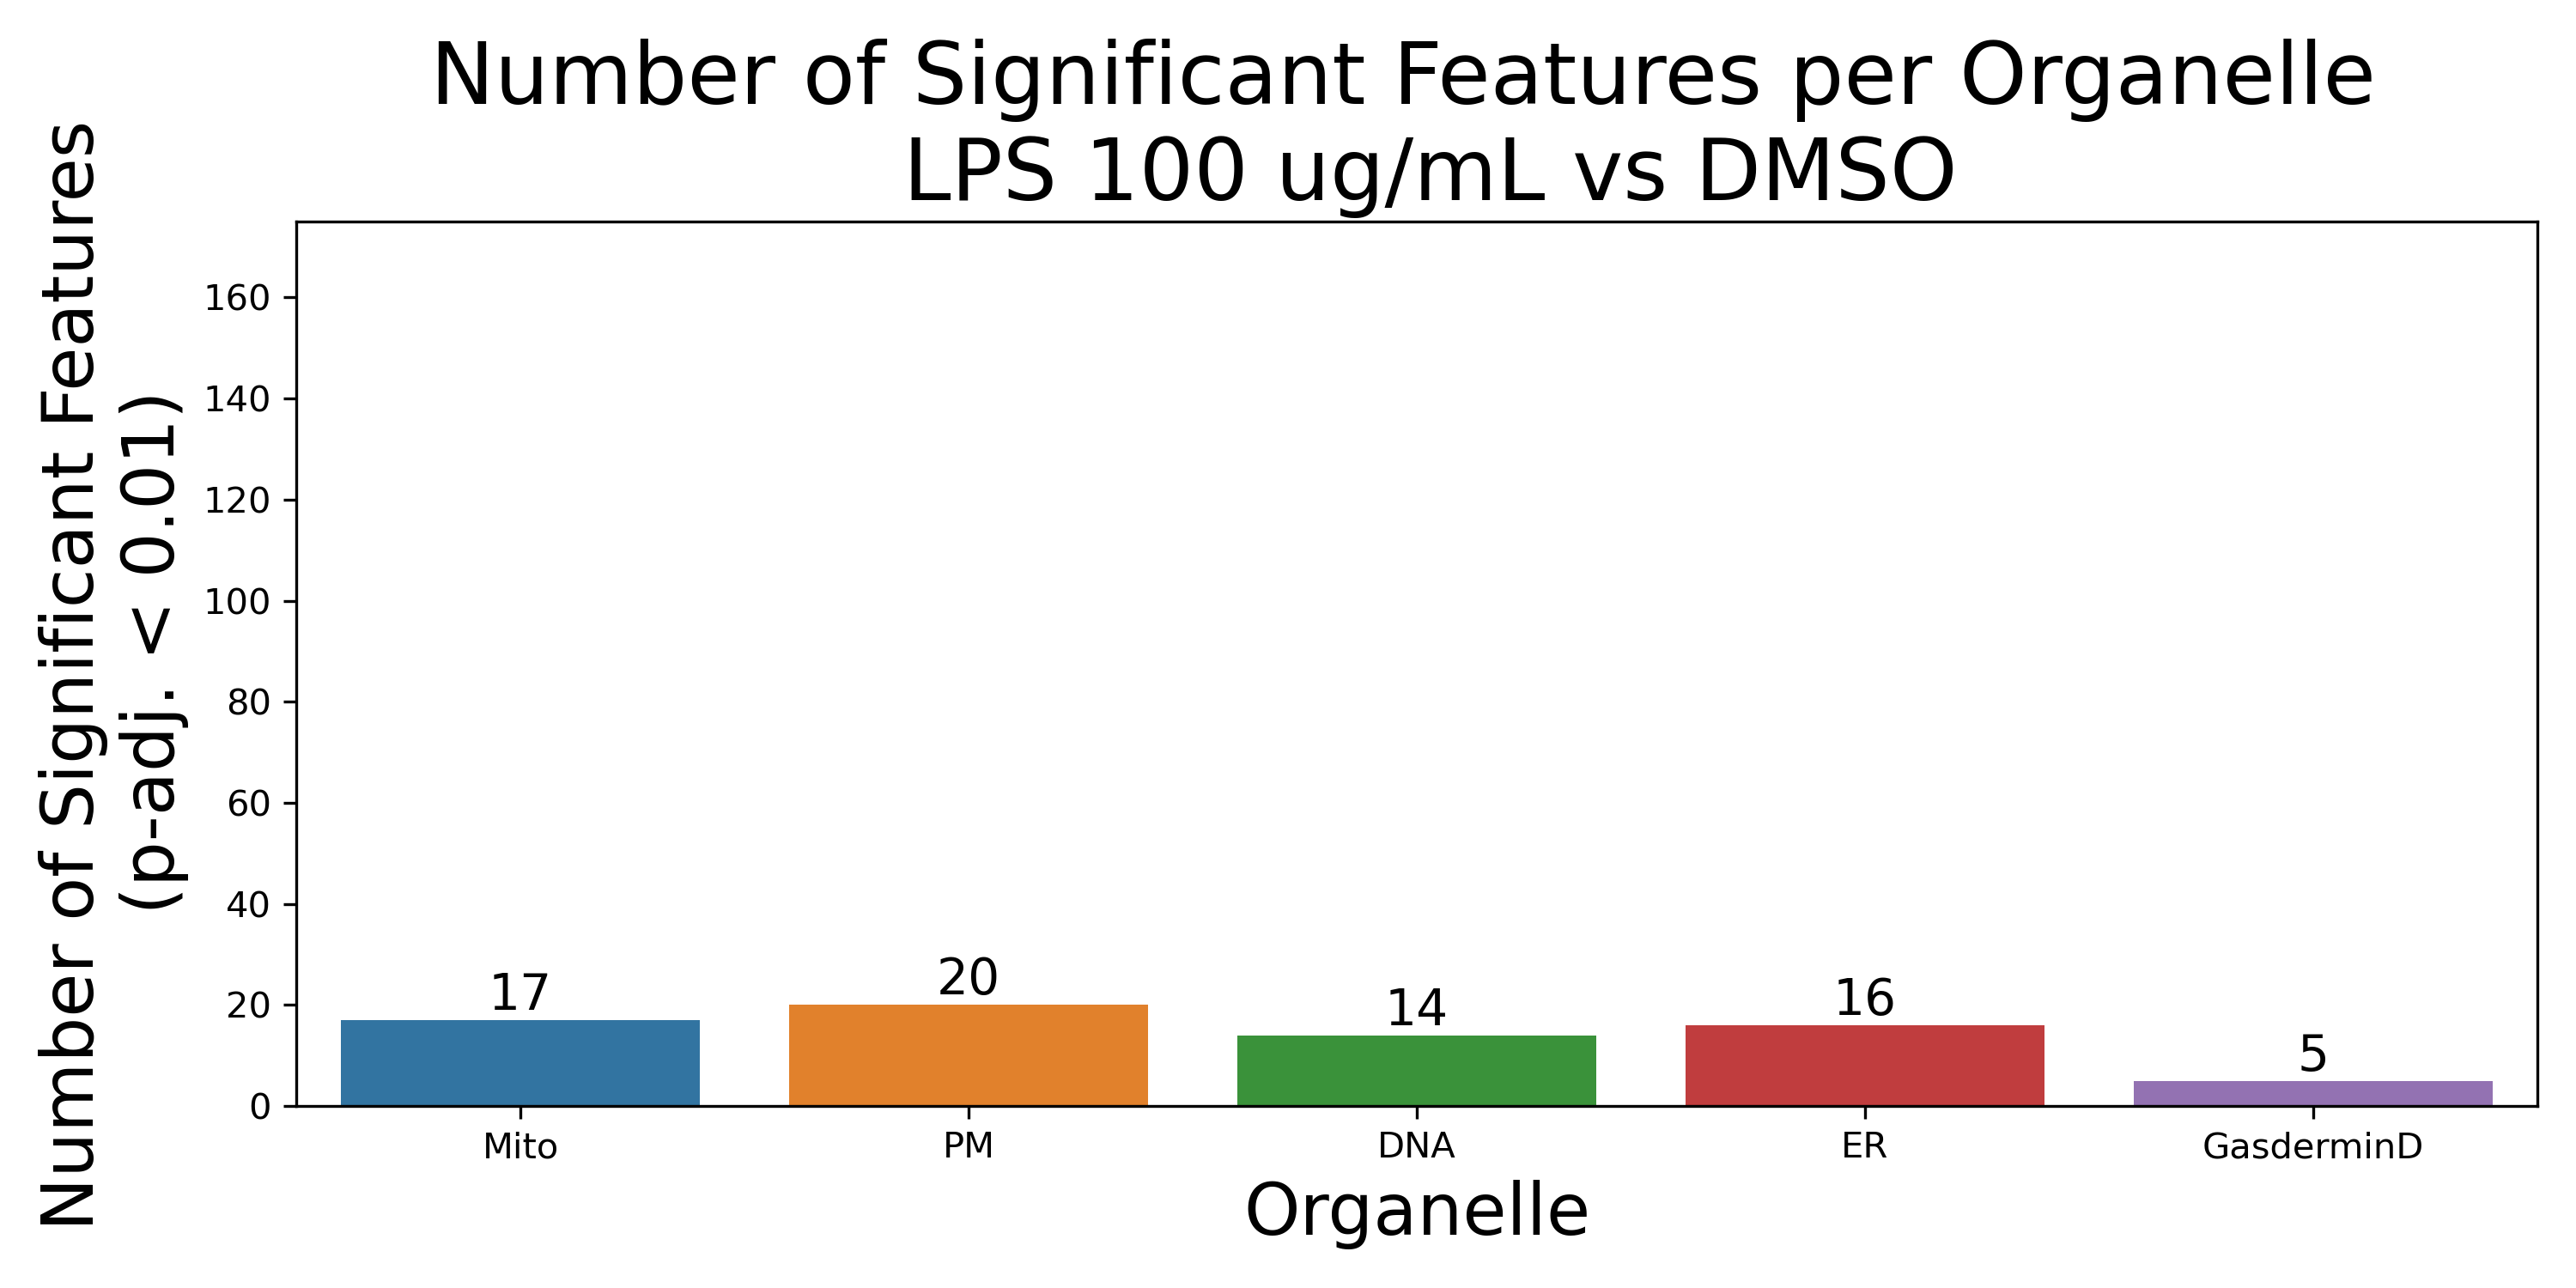 Number of Significant Features per Organelle
LPS 100 ug/mL vs DMSO
Number of Significant Features
(p-adj. < 0.01)
160
140
120
100
80
60
40
20
0
17
20
14
16
5
Mito
PM
DNA
ER
GasderminD
Organelle